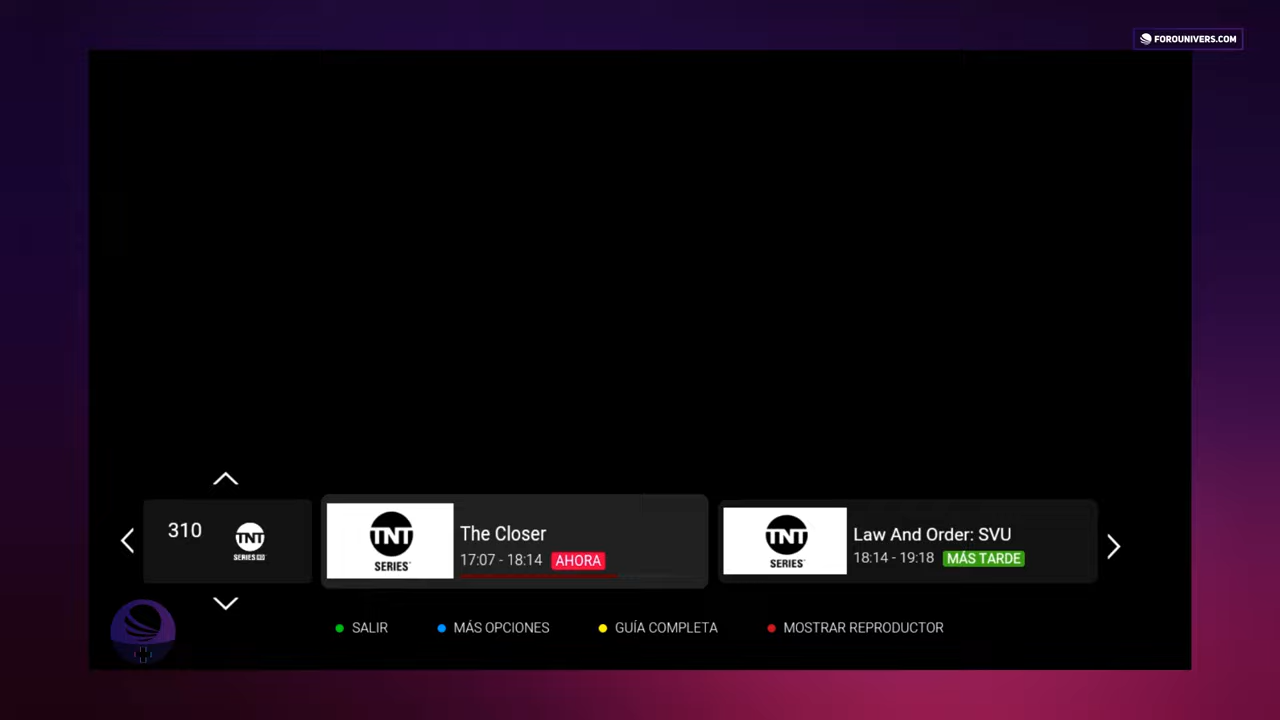 FOROUNIVERS.COM
310
TNT
SERIES HD
TNT
SERIES
The Closer
17:07 - 18:14 AHORA
TNT
SERIES
Law And Order: SVU
18:14 - 19:18 MÁS TARDE
SALIR
MÁS OPCIONES
GUÍA COMPLETA
MOSTRAR REPRODUCTOR